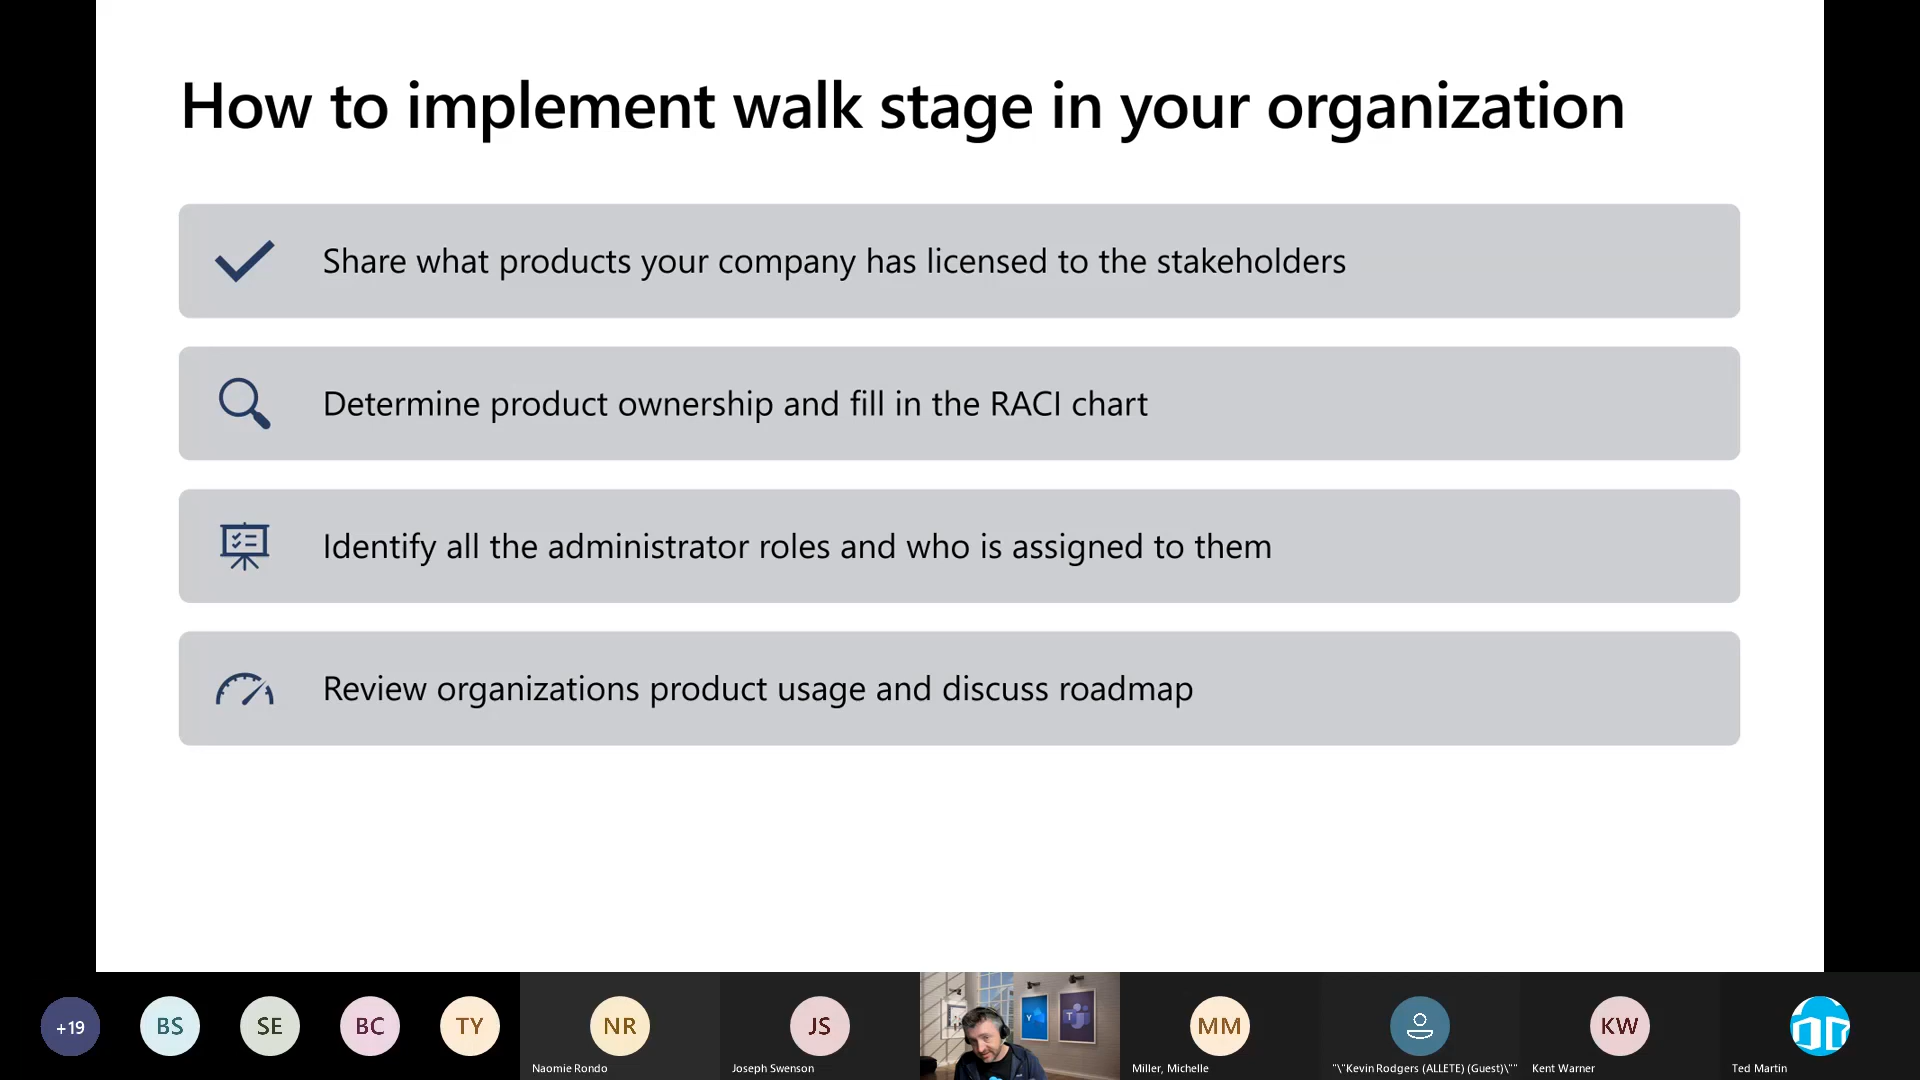 How to implement walk stage in your organization
Share what products your company has licensed to the stakeholders
Determine product ownership and fill in the RACI chart
Identify all the administrator roles and who is assigned to them
Review organizations product usage and discuss roadmap
+19
BS
SE
BC
TY
NR
JS
MM
KW
Naomie Rondo
Joseph Swenson
Miller, Michelle
"\"Kevin Rodgers (ALLETE) (Guest)\""
Kent Warner
Ted Martin